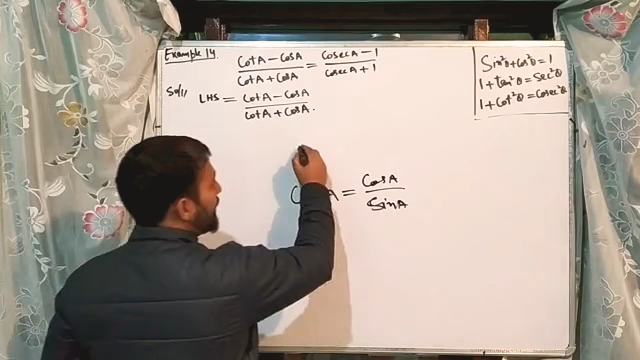 Example 14.
CotA - CosA / CotA + CosA = CosecA - 1 / cosecA + 1
Sol// LHS = CotA - CosA / CotA + CosA.
A = CosA / SinA
Sin²θ + Cos²θ = 1
1 + tan²θ = Sec²θ
1 + Cot²θ = Cosec²θ